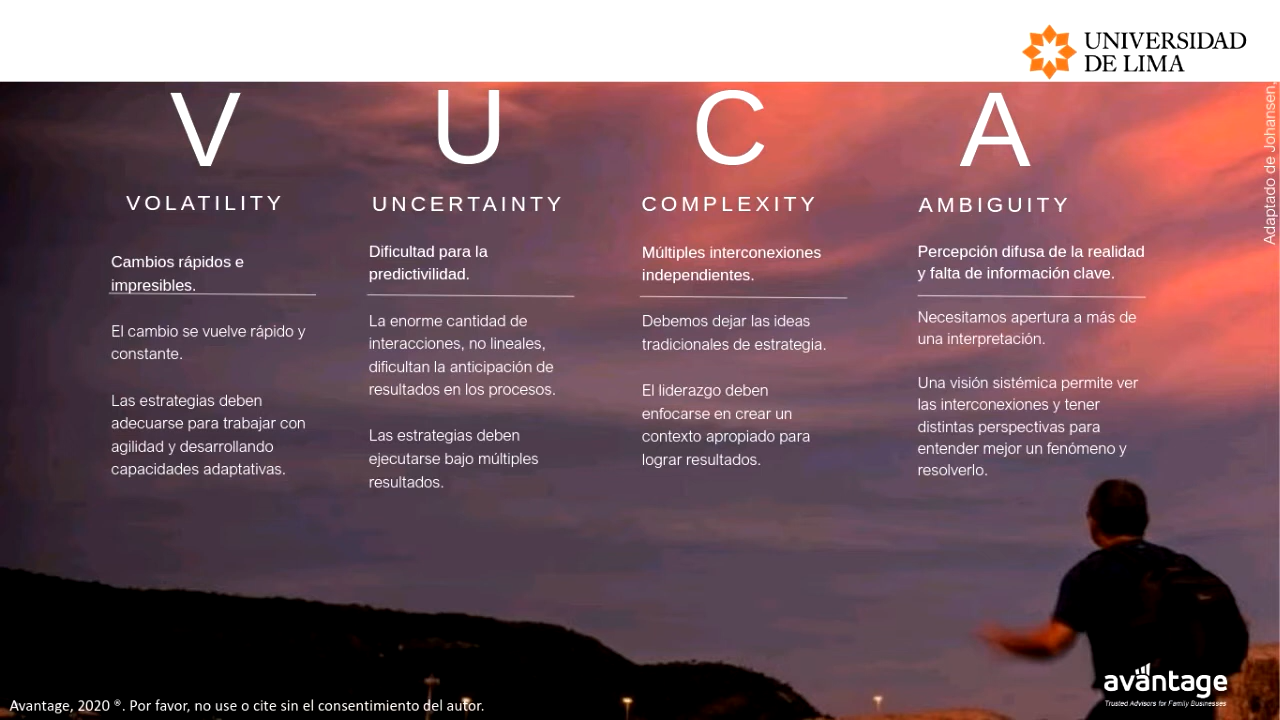 UNIVERSIDAD
DE LIMA
V
U
C
A
VOLATILITY
UNCERTAINTY
COMPLEXITY
AMBIGUITY
Cambios rápidos e
impresibles.
El cambio se vuelve rápido y
constante.
Las estrategias deben
adecuarse para trabajar con
agilidad y desarrollando
capacidades adaptativas.
Dificultad para la
predictivilidad.
La enorme cantidad de
interacciones, no lineales,
dificultan la anticipación de
resultados en los procesos.
Las estrategias deben
ejecutarse bajo múltiples
resultados.
Múltiples interconexiones
independientes.
Debemos dejar las ideas
tradicionales de estrategia.
El liderazgo deben
enfocarse en crear un
contexto apropiado para
lograr resultados.
Percepción difusa de la realidad
y falta de información clave.
Necesitamos apertura a más de
una interpretación.
Una visión sistémica permite ver
las interconexiones y tener
distintas perspectivas para
entender mejor un fenómeno y
resolverlo.
Adaptado de Johansen,
avantage
Trusted Advisors for Family Businesses
Avantage, 2020 ®. Por favor, no use o cite sin el consentimiento del autor.